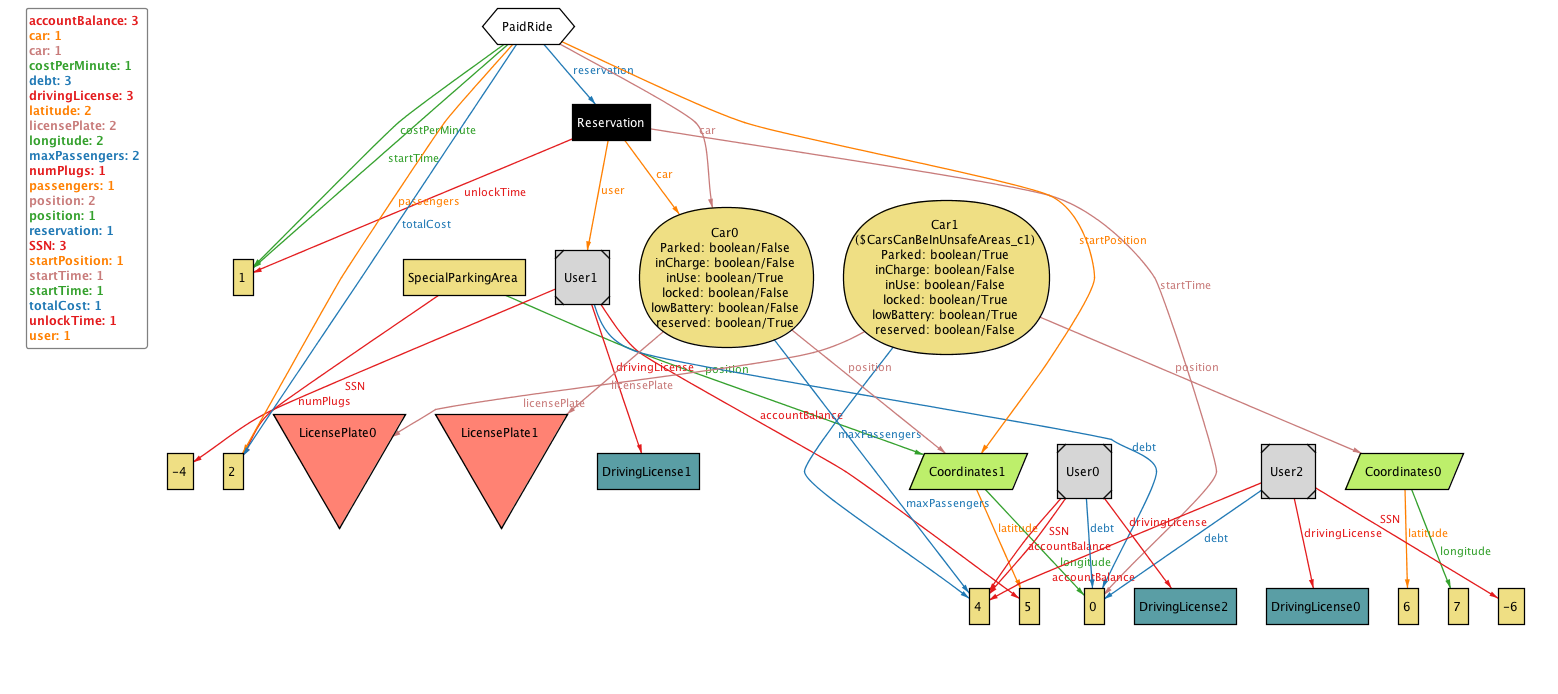 accountBalance: 3
car: 1
car: 1
costPerMinute: 1
debt: 3
drivingLicense: 3
latitude: 2
licensePlate: 2
longitude: 2
maxPassengers: 2
numPlugs: 1
passengers: 1
position: 2
position: 1
reservation: 1
SSN: 3
startPosition: 1
startTime: 1
startTime: 1
totalCost: 1
unlockTime: 1
user: 1
PaidRide
reservation
Reservation
costPerMinute
car
startTime
unlockTime
car
user
passengers
totalCost
startPosition
startTime
1
SpecialParkingArea
User1
Car0
Parked: boolean/False
inCharge: boolean/False
inUse: boolean/True
locked: boolean/False
lowBattery: boolean/False
reserved: boolean/True
Car1
($CarsCanBeInUnsafeAreas_c1)
Parked: boolean/True
inCharge: boolean/False
inUse: boolean/False
locked: boolean/True
lowBattery: boolean/True
reserved: boolean/False
drivingLicense
position
position
position
SSN
licensePlate
numPlugs
licensePlate
accountBalance
maxPassengers
debt
LicensePlate0
LicensePlate1
-4
2
DrivingLicense1
Coordinates1
User0
User2
Coordinates0
maxPassengers
latitude
SSN
debt
drivingLicense
accountBalance
longitude
accountBalance
debt
drivingLicense
SSN
latitude
longitude
4
5
0
DrivingLicense2
DrivingLicense0
6
7
-6